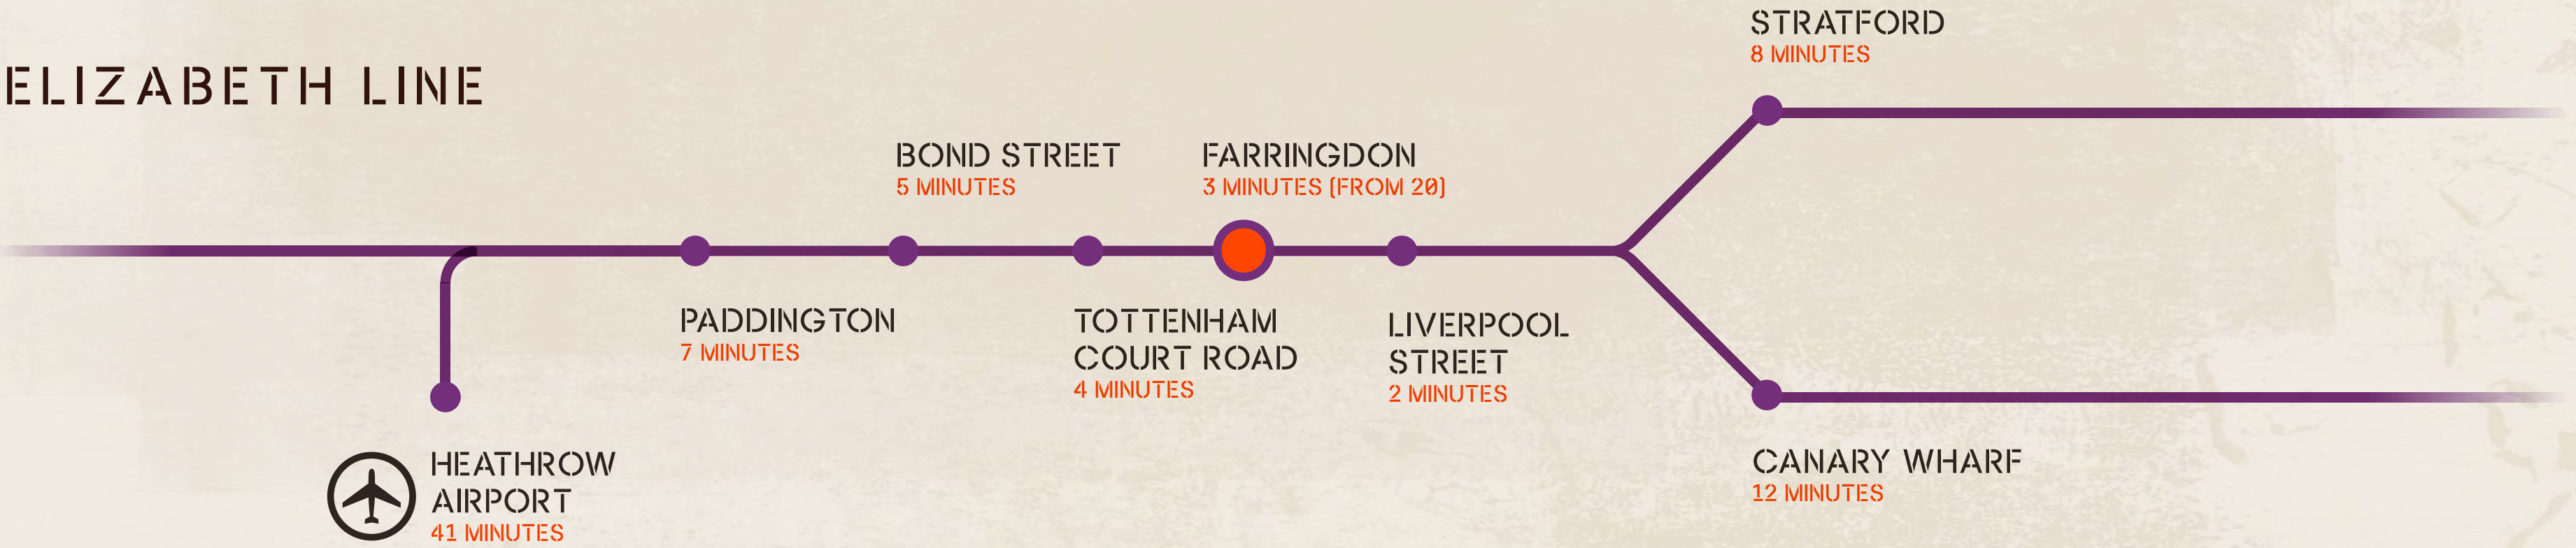 ELIZABETH LINE
STRATFORD
8 MINUTES
BOND STREET
5 MINUTES
FARRINGDON
3 MINUTES (FROM 20)
PADDINGTON
7 MINUTES
TOTTENHAM
COURT ROAD
4 MINUTES
LIVERPOOL
STREET
2 MINUTES
HEATHROW
AIRPORT
41 MINUTES
CANARY WHARF
12 MINUTES